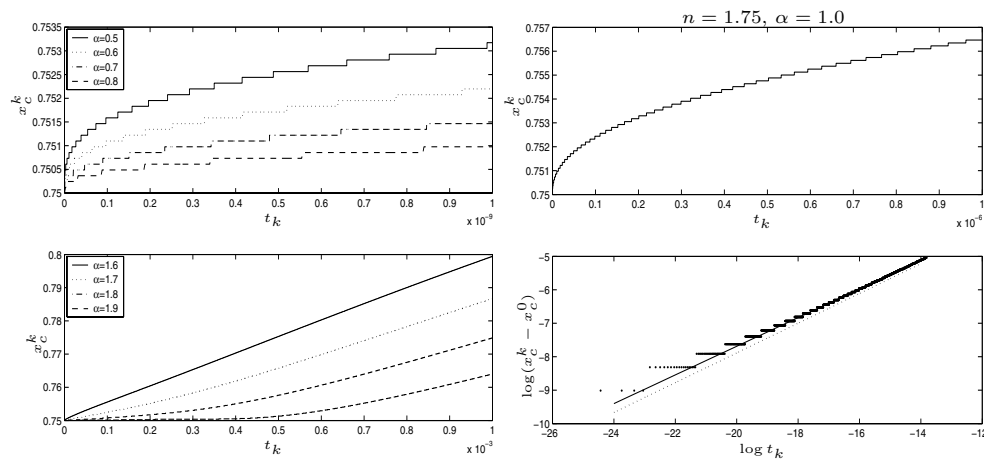 0.7535
0.753
0.7525
0.752
0.7515
0.751
0.7505
0.75
x_c^k
α=0.5
α=0.6
α=0.7
α=0.8
0 0.1 0.2 0.3 0.4 0.5 0.6 0.7 0.8 0.9 1
t_k
x 10^-9
n = 1.75, α = 1.0
0.757
0.756
0.755
0.754
0.753
0.752
0.751
0.75
x_c^k
0 0.1 0.2 0.3 0.4 0.5 0.6 0.7 0.8 0.9 1
t_k
x 10^-6
0.8
0.79
0.78
0.77
0.76
0.75
x_c^k
α=1.6
α=1.7
α=1.8
α=1.9
0 0.1 0.2 0.3 0.4 0.5 0.6 0.7 0.8 0.9 1
t_k
x 10^-3
-5
-6
-7
-8
-9
-10
log(x_c^k − x_c^0)
-26 -24 -22 -20 -18 -16 -14 -12
log t_k